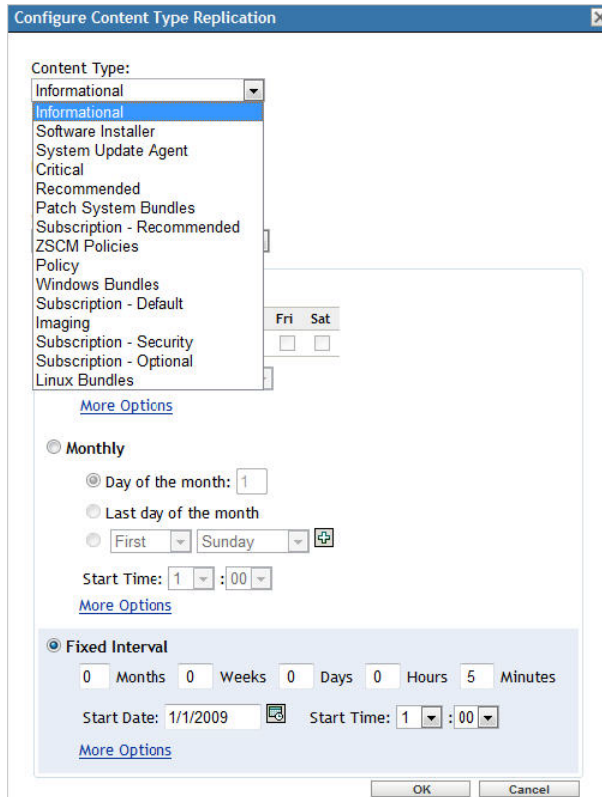 Configure Content Type Replication
Content Type:
Informational
Informational
Software Installer
System Update Agent
Critical
Recommended
Patch System Bundles
Subscription - Recommended
ZSCM Policies
Policy
Windows Bundles
Subscription - Default
Imaging
Subscription - Security
Subscription - Optional
Linux Bundles
Fri Sat
More Options
Monthly
Day of the month: 1
Last day of the month
First Sunday
Start Time: 1 : 00
More Options
Fixed Interval
0 Months 0 Weeks 0 Days 0 Hours 5 Minutes
Start Date: 1/1/2009 Start Time: 1 : 00
More Options
OK Cancel